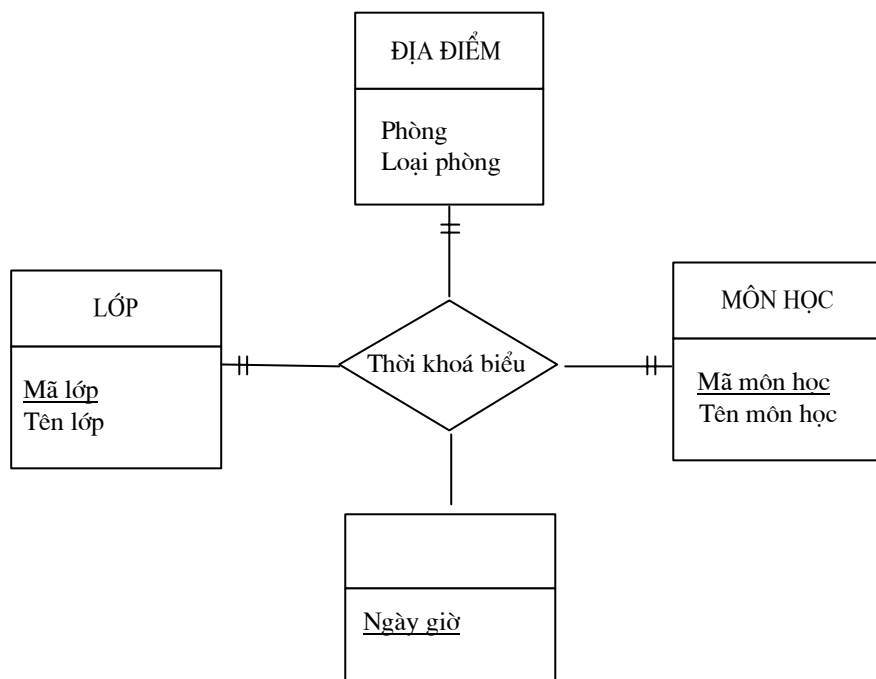 ĐỊA ĐIỂM
Phòng
Loại phòng
LỚP
Mã lớp
Tên lớp
Thời khoá biểu
MÔN HỌC
Mã môn học
Tên môn học
Ngày giờ